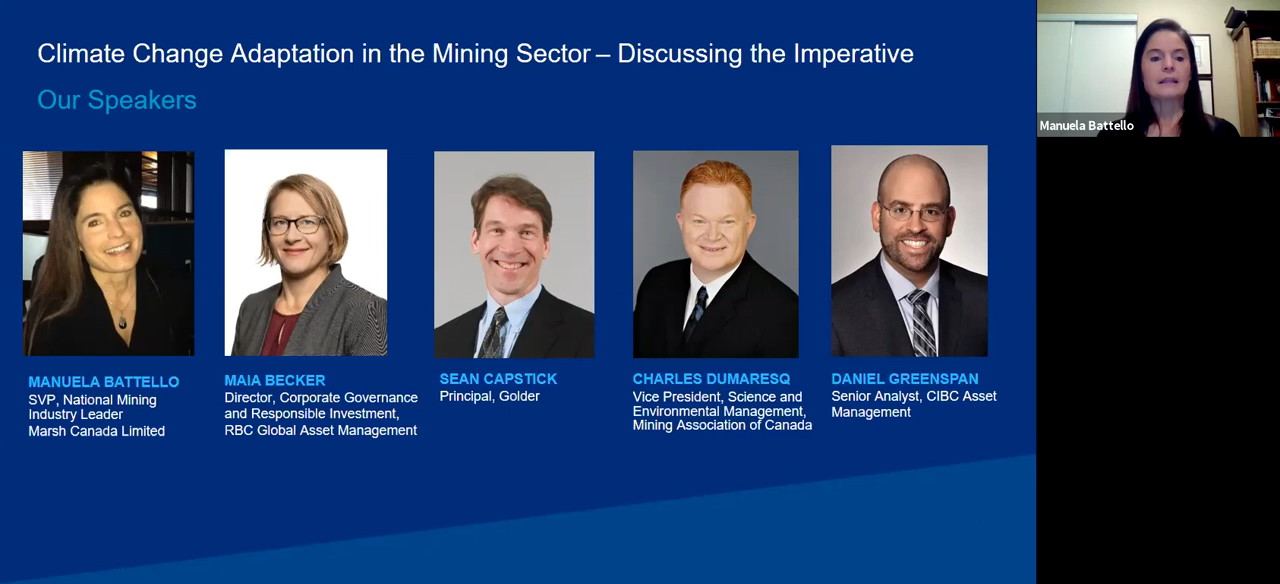 Climate Change Adaptation in the Mining Sector – Discussing the Imperative
Our Speakers
MANUELA BATTELLO
SVP, National Mining
Industry Leader
Marsh Canada Limited
MAIA BECKER
Director, Corporate Governance
and Responsible Investment,
RBC Global Asset Management
SEAN CAPSTICK
Principal, Golder
CHARLES DUMARESQ
Vice President, Science and
Environmental Management,
Mining Association of Canada
DANIEL GREENSPAN
Senior Analyst, CIBC Asset
Management
Manuela Battello